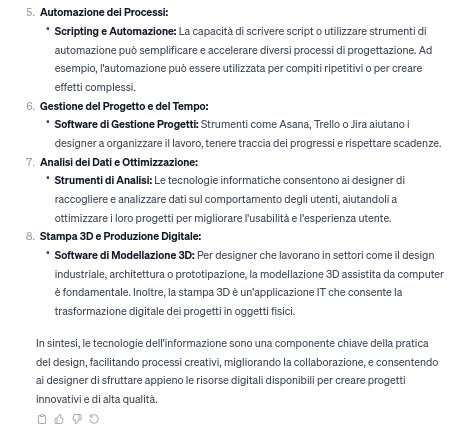 5. Automazione dei Processi:
• Scripting e Automazione: La capacità di scrivere script o utilizzare strumenti di
automazione può semplificare e accelerare diversi processi di progettazione. Ad
esempio, l'automazione può essere utilizzata per compiti ripetitivi o per creare
effetti complessi.
6. Gestione del Progetto e del Tempo:
• Software di Gestione Progetti: Strumenti come Asana, Trello o Jira aiutano i
designer a organizzare il lavoro, tenere traccia dei progressi e rispettare scadenze.
7. Analisi dei Dati e Ottimizzazione:
• Strumenti di Analisi: Le tecnologie informatiche consentono ai designer di
raccogliere e analizzare dati sul comportamento degli utenti, aiutandoli a
ottimizzare i loro progetti per migliorare l'usabilità e l'esperienza utente.
8. Stampa 3D e Produzione Digitale:
• Software di Modellazione 3D: Per designer che lavorano in settori come il design
industriale, architettura o prototipazione, la modellazione 3D assistita da computer
è fondamentale. Inoltre, la stampa 3D è un'applicazione IT che consente la
trasformazione digitale dei progetti in oggetti fisici.
In sintesi, le tecnologie dell'informazione sono una componente chiave della pratica
del design, facilitando processi creativi, migliorando la collaborazione, e consentendo
ai designer di sfruttare appieno le risorse digitali disponibili per creare progetti
innovativi e di alta qualità.